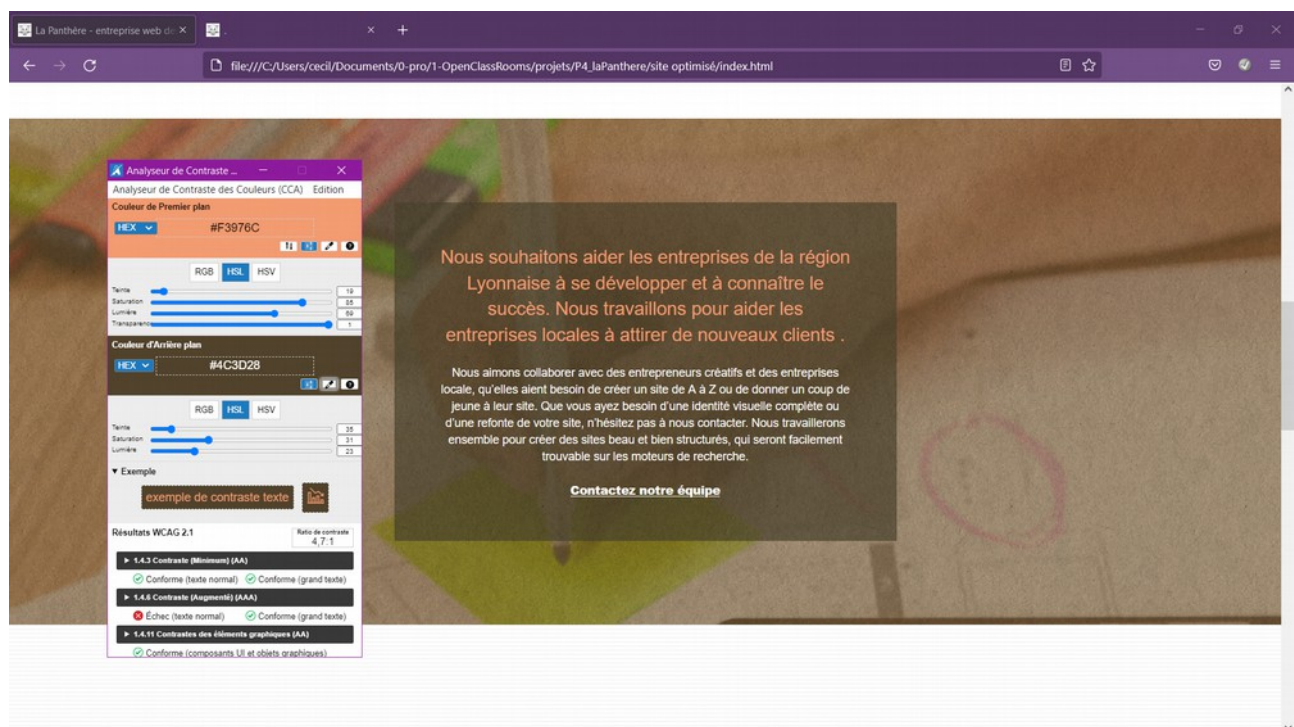 La Panthère - entreprise web de
.
file:///C:/Users/cecil/Documents/0-pro/1-OpenClassRooms/projets/P4_laPanthere/site optimisé/index.html
Analyseur de Contraste ...
Analyseur de Contraste des Couleurs (CCA) Edition
Couleur de Premier plan
HEX #F3976C
RGB HSL HSV
Teinte 19
Saturation 85
Lumière 69
Transparence 1
Couleur d'Arrière plan
HEX #4C3D28
RGB HSL HSV
Teinte 35
Saturation 31
Lumière 23
▼ Exemple
exemple de contraste texte
Résultats WCAG 2.1
Ratio de contraste
4,7:1
► 1.4.3 Contraste (Minimum) (AA)
Conforme (texte normal) Conforme (grand texte)
► 1.4.6 Contraste (Augmenté) (AAA)
Échec (texte normal) Conforme (grand texte)
► 1.4.11 Contrastes des éléments graphiques (AA)
Conforme (composants UI et objets graphiques)
Nous souhaitons aider les entreprises de la région
Lyonnaise à se développer et à connaître le
succès. Nous travaillons pour aider les
entreprises locales à attirer de nouveaux clients .
Nous aimons collaborer avec des entrepreneurs créatifs et des entreprises
locale, qu'elles aient besoin de créer un site de A à Z ou de donner un coup de
jeune à leur site. Que vous ayez besoin d'une identité visuelle complète ou
d'une refonte de votre site, n'hésitez pas à nous contacter. Nous travaillerons
ensemble pour créer des sites beau et bien structurés, qui seront facilement
trouvable sur les moteurs de recherche.
Contactez notre équipe